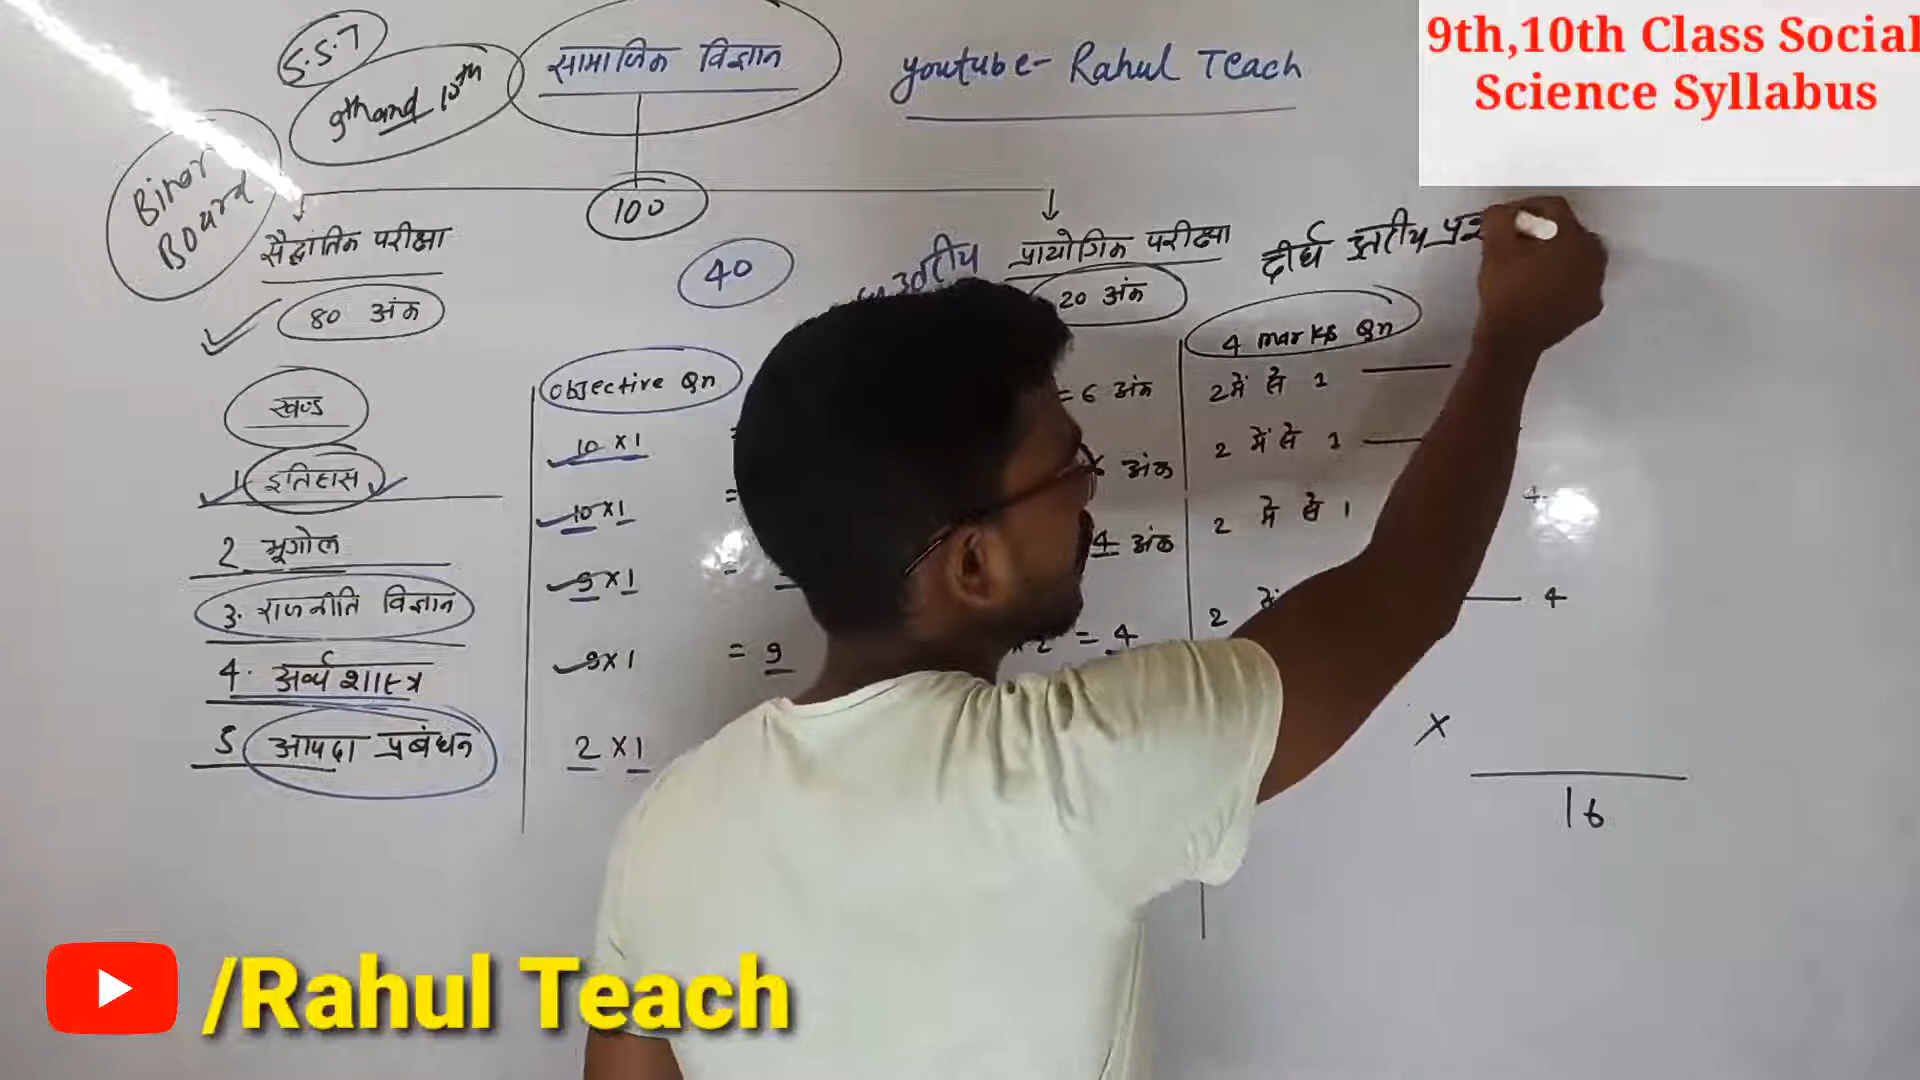 9th,10th Class Social
Science Syllabus
S.S.T
9th and 10th
सामाजिक विज्ञान
youtube- Rahul Teach
Bihar
Board
100
सैद्धांतिक परीक्षा
80 अंक
40
उत्तरीय
प्रायोगिक परीक्षा
20 अंक
दीर्घ उत्तरीय
4 marks Qn
खण्ड
objective Qn
10 x 1
= 6 अंक
2 में से 1
1 इतिहास
10 x 1
अंक
2 में से 1
2 भूगोल
9 x 1
4 अंक
2 में से 1
3. राजनीति विज्ञान
9 x 1
= 9
= 4
2
4
4. अर्थशास्त्र
5 आपदा प्रबंधन
2 x 1
x
16
/Rahul Teach